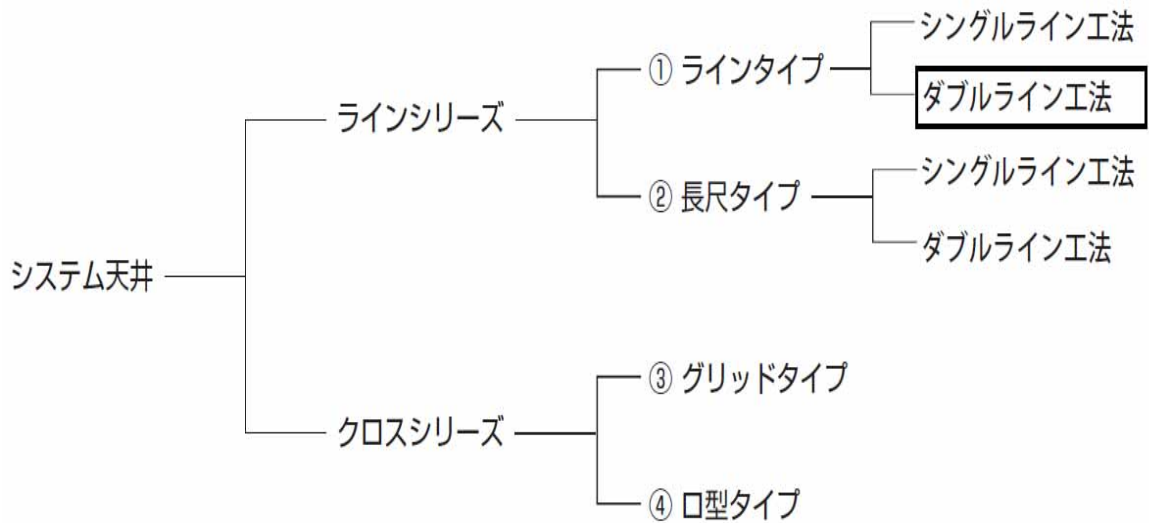 システム天井
ラインシリーズ
① ラインタイプ
シングルライン工法
ダブルライン工法
② 長尺タイプ
シングルライン工法
ダブルライン工法
クロスシリーズ
③ グリッドタイプ
④ ロ型タイプ